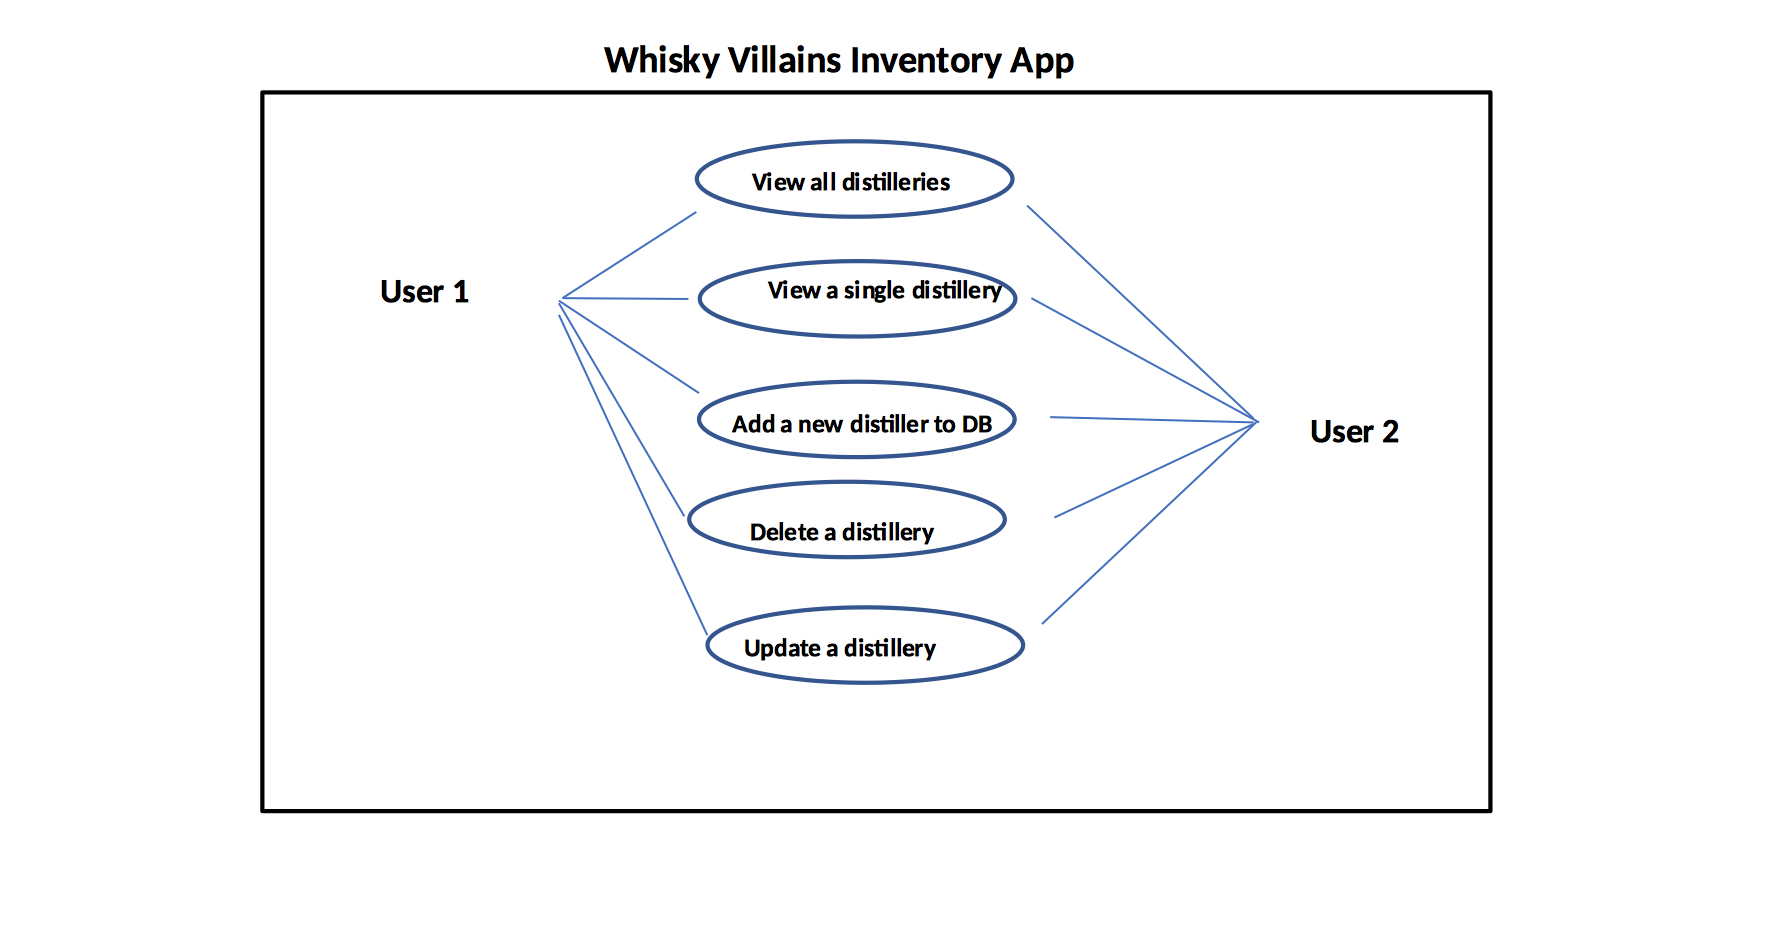 Whisky Villains Inventory App
View all distilleries
User 1
View a single distillery
Add a new distiller to DB
User 2
Delete a distillery
Update a distillery